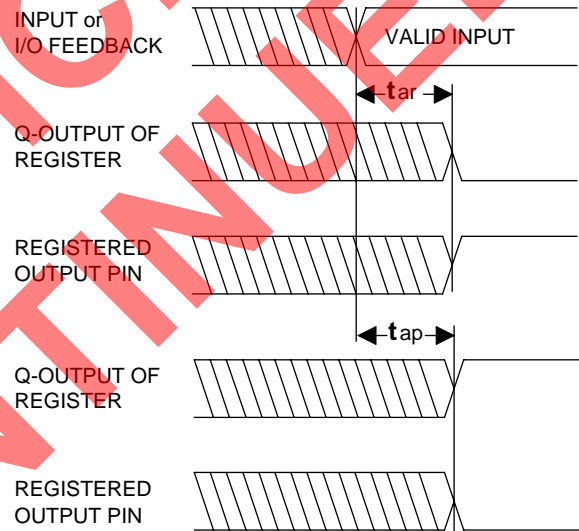 INPUT or
I/O FEEDBACK
VALID INPUT
tar
Q-OUTPUT OF
REGISTER
REGISTERED
OUTPUT PIN
tap
Q-OUTPUT OF
REGISTER
REGISTERED
OUTPUT PIN